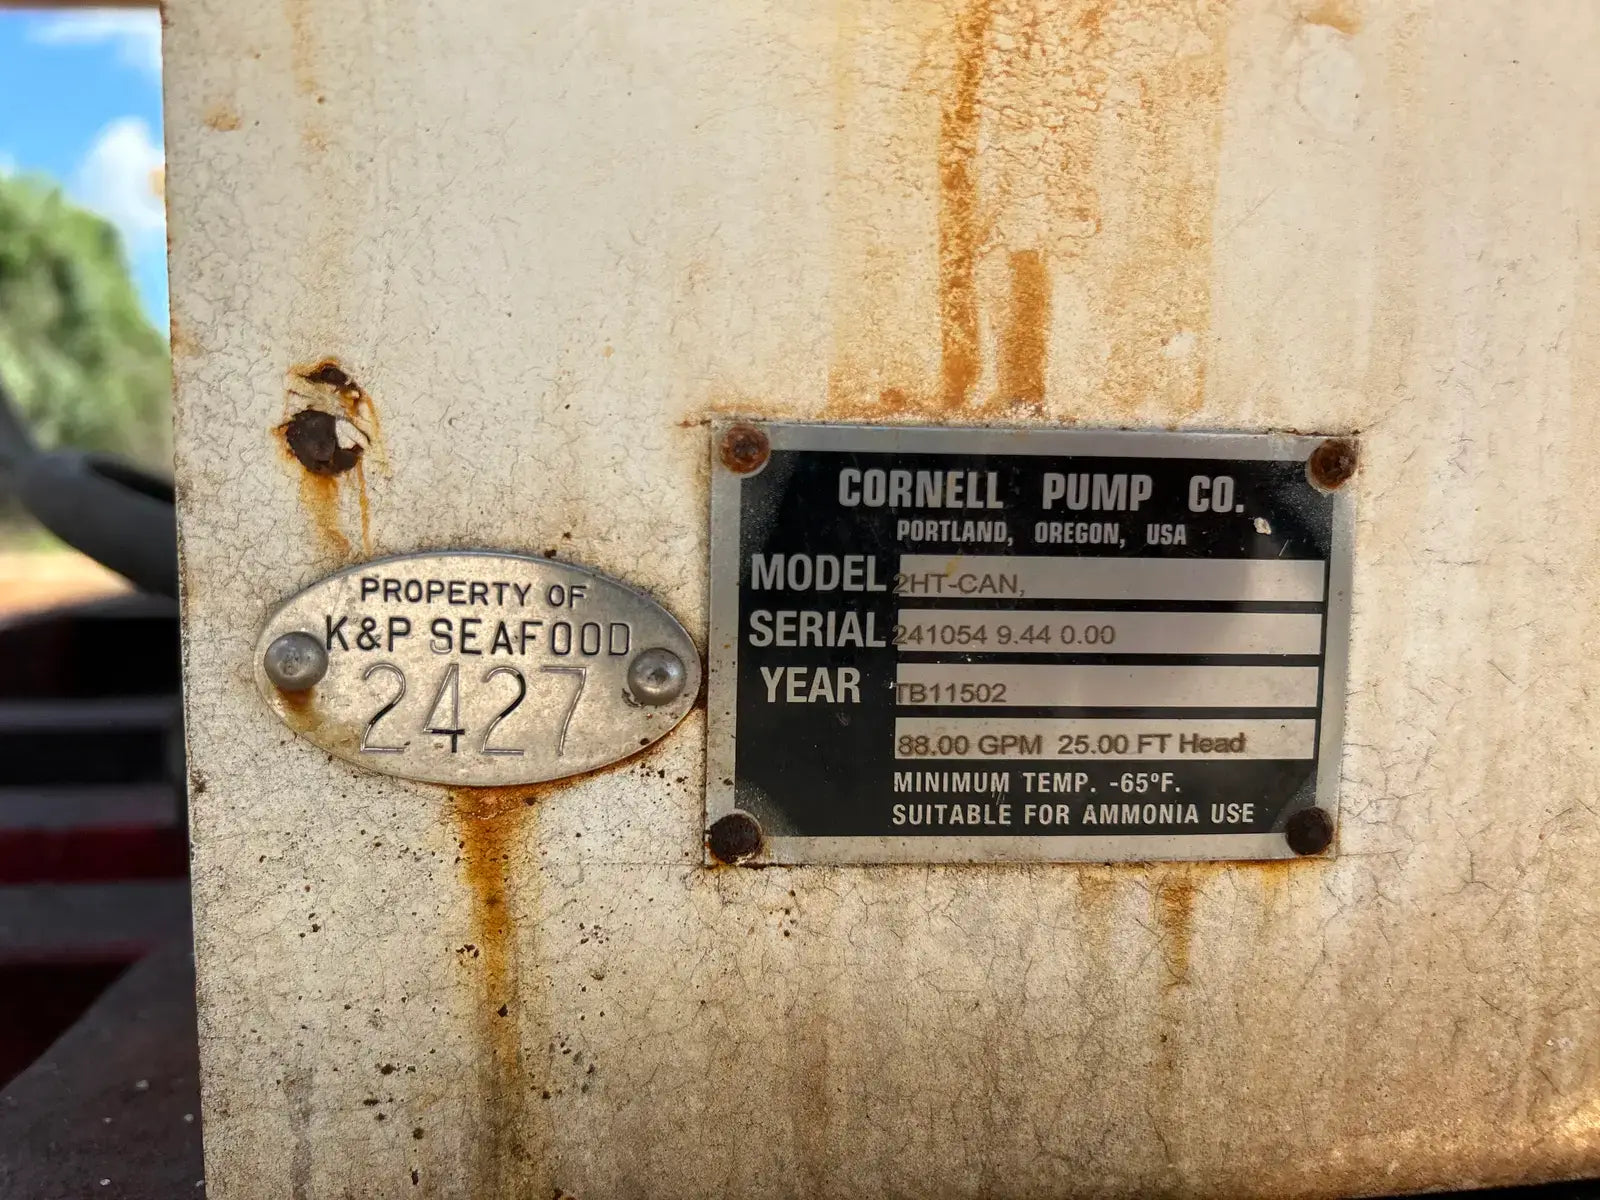 PROPERTY OF
K&P SEAFOOD
2427
CORNELL PUMP CO.
PORTLAND, OREGON, USA
MODEL 2HT-CAN,
SERIAL 241054 9.44 0.00
YEAR TB11502
88.00 GPM 25.00 FT Head
MINIMUM TEMP. -65ºF.
SUITABLE FOR AMMONIA USE